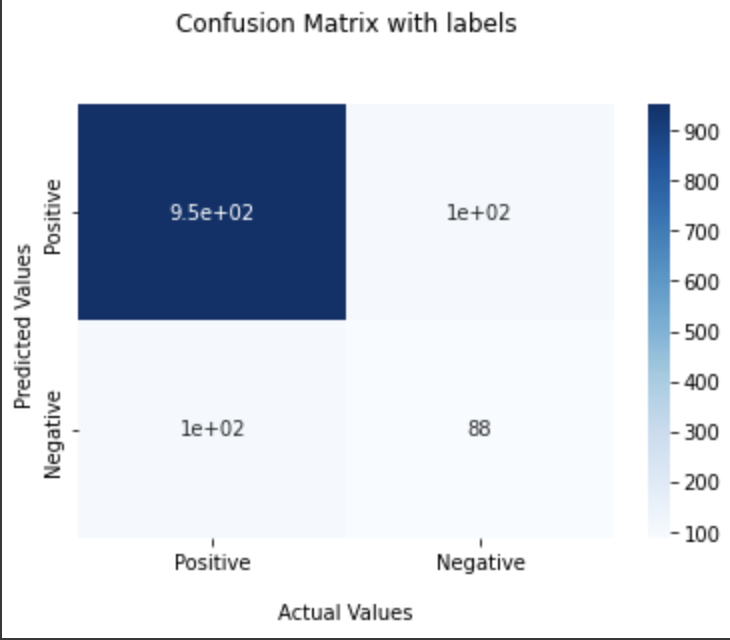 Confusion Matrix with labels
Predicted Values
Positive
9.5e+02
1e+02
Negative
1e+02
88
Positive
Negative
Actual Values
900
800
700
600
500
400
300
200
100